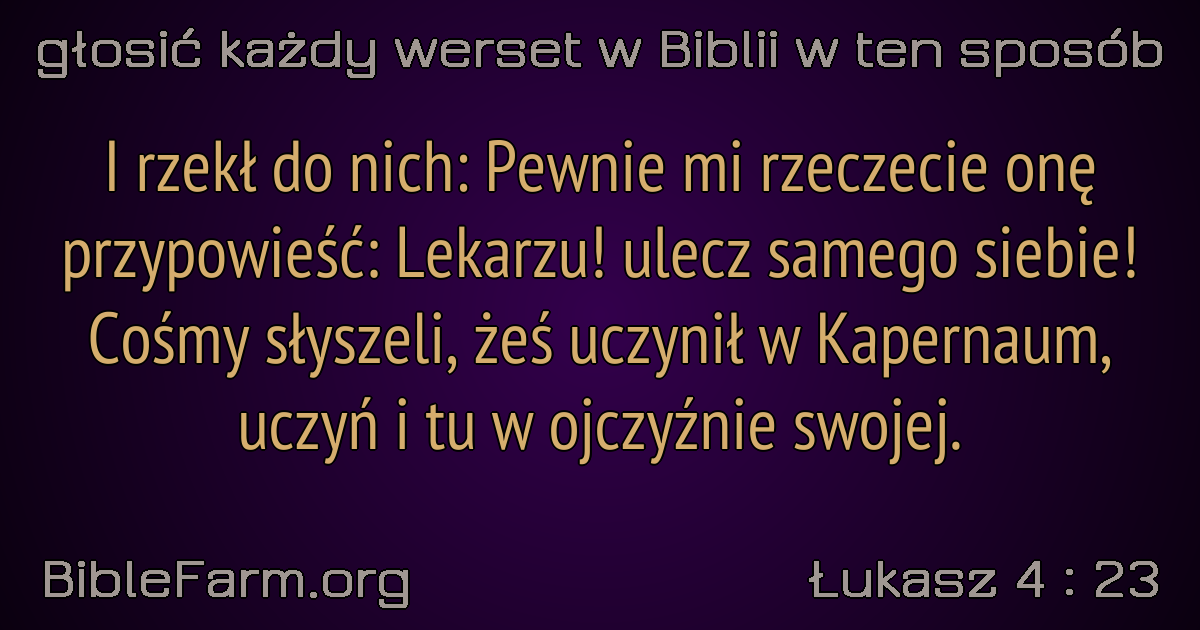 głosić każdy werset w Biblii w ten sposób
I rzekł do nich: Pewnie mi rzeczecie onę
przypowieść: Lekarzu! ulecz samego siebie!
Cośmy słyszeli, żeś uczynił w Kapernaum,
uczyń i tu w ojczyźnie swojej.
BibleFarm.org
Łukasz 4 : 23